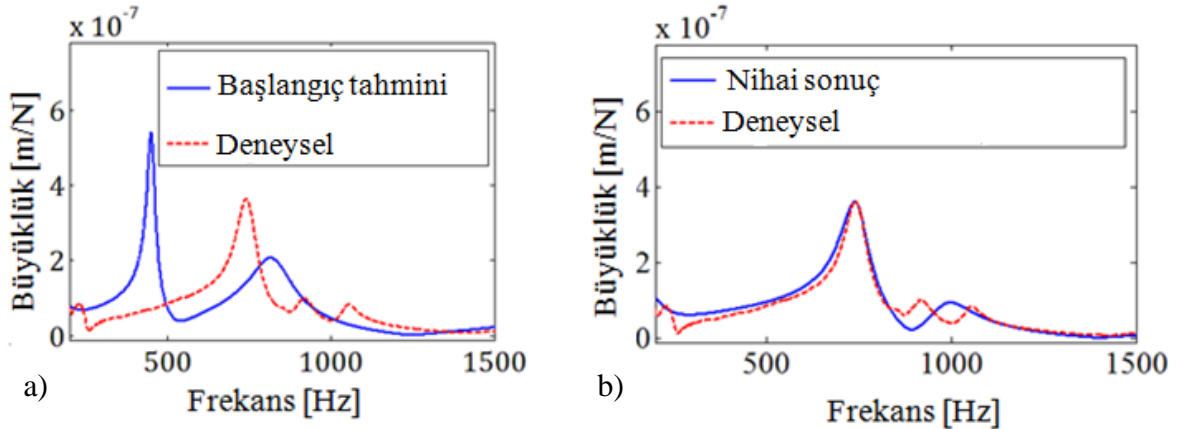 x 10⁻⁷
Büyüklük [m/N]
6
4
2
0
Başlangıç tahmini
Deneysel
500
1000
1500
Frekans [Hz]
a)
x 10⁻⁷
Büyüklük [m/N]
6
4
2
0
Nihai sonuç
Deneysel
500
1000
1500
Frekans [Hz]
b)